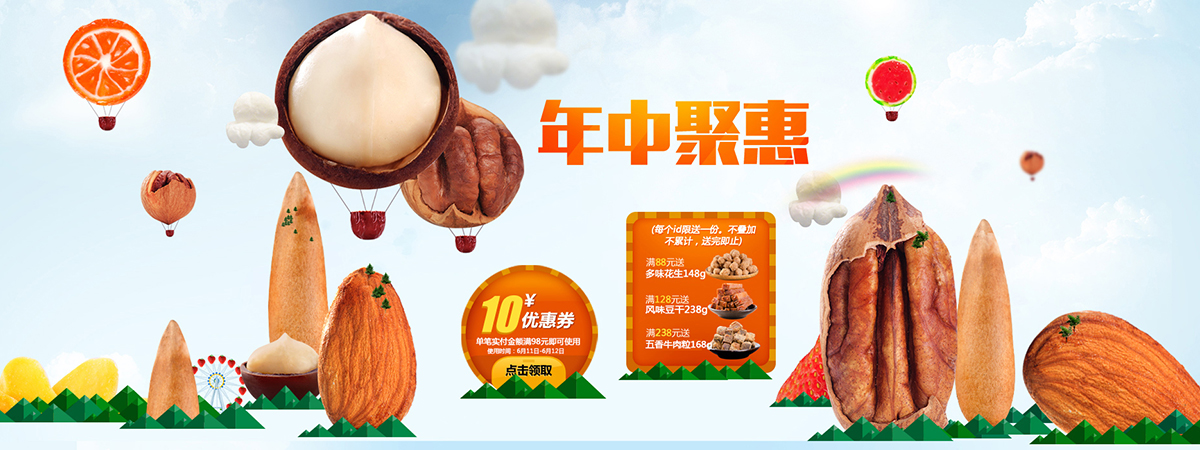 年中聚惠
(每个id限送一份。不叠加
不累计，送完即止)
满88元送
多味花生148g
满128元送
风味豆干238g
满238元送
五香牛肉粒168g
10¥
优惠券
单笔实付金额满98元即可使用
使用时间：6月11日-6月12日
点击领取